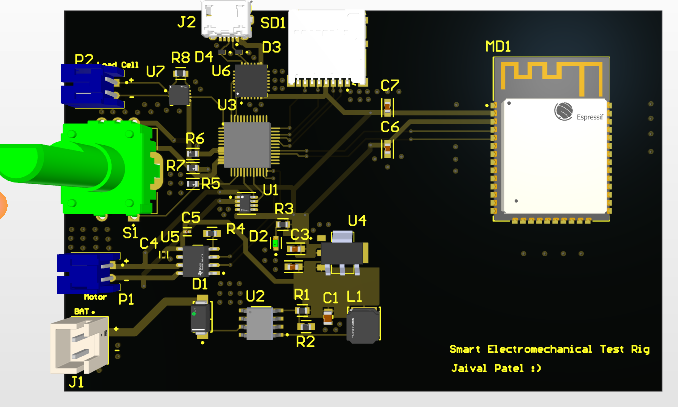 J2
SD1
MD1
P2
Load Cell
R8
D4
D3
U7
U6
C7
U3
Espressif
C6
R6
R7
R5
U1
S1
C5
R3
R4
U4
C4
U5
D2
C3
Motor
P1
D1
U2
R1
C1
L1
BAT
R2
J1
Smart Electromechanical Test Rig
Jaival Patel :)